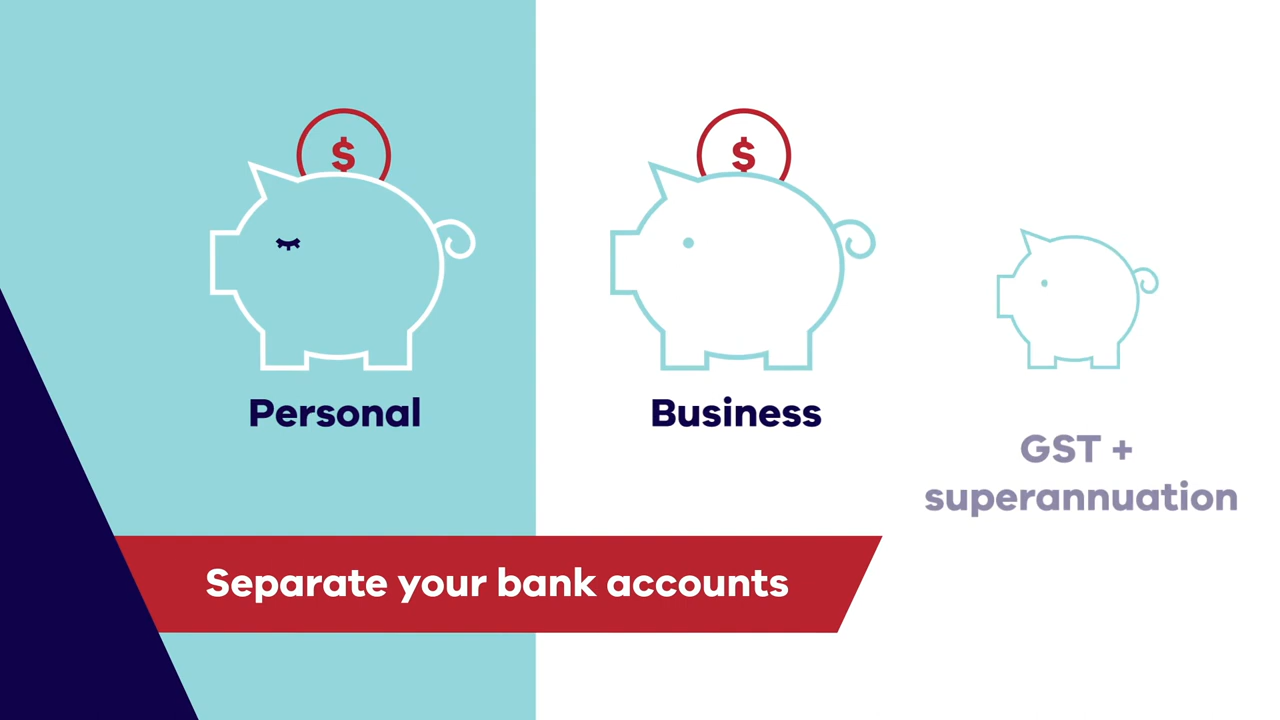 $
$
Personal
Business
GST +
superannuation
Separate your bank accounts